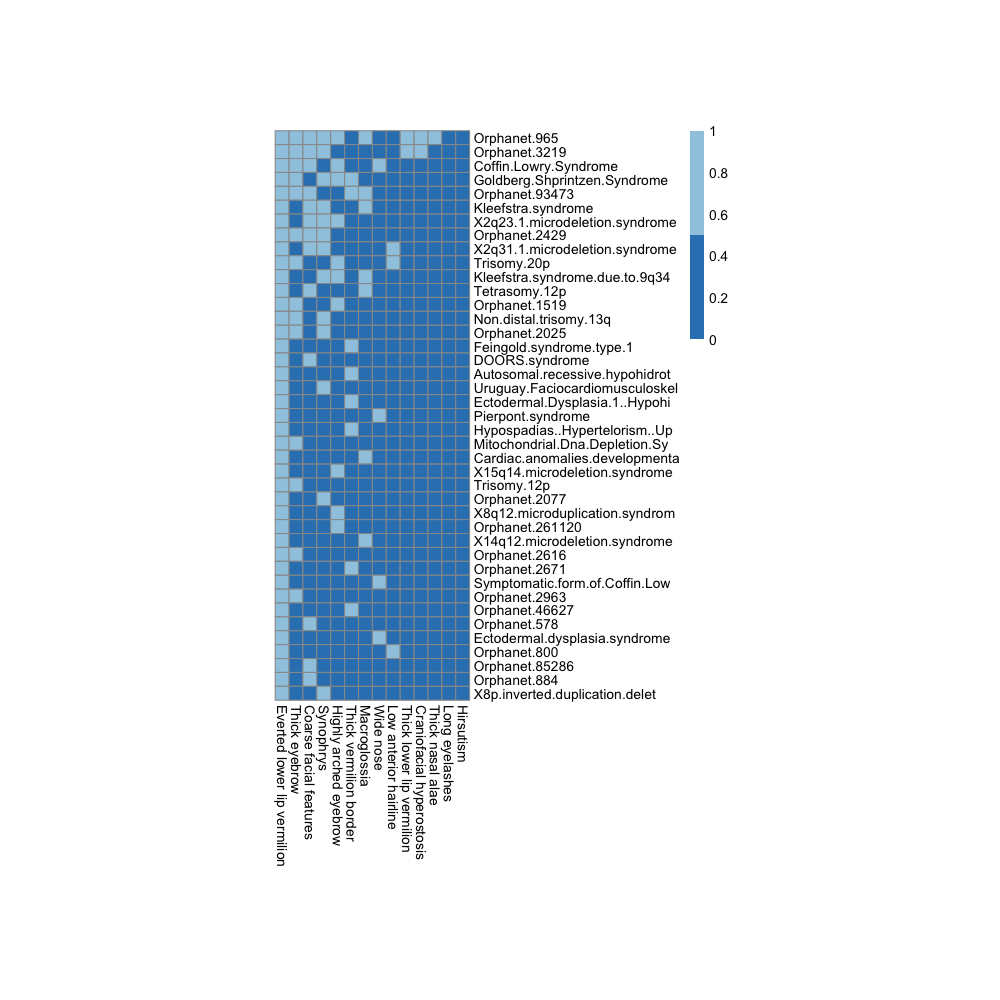 Orphanet.965
Orphanet.3219
Coffin.Lowry.Syndrome
Goldberg.Shprintzen.Syndrome
Orphanet.93473
Kleefstra.syndrome
X2q23.1.microdeletion.syndrome
Orphanet.2429
X2q31.1.microdeletion.syndrome
Trisomy.20p
Kleefstra.syndrome.due.to.9q34
Tetrasomy.12p
Orphanet.1519
Non.distal.trisomy.13q
Orphanet.2025
Feingold.syndrome.type.1
DOORS.syndrome
Autosomal.recessive.hypohidrot
Uruguay.Faciocardiomusculoskel
Ectodermal.Dysplasia.1..Hypohi
Pierpont.syndrome
Hypospadias..Hypertelorism..Up
Mitochondrial.Dna.Depletion.Sy
Cardiac.anomalies.developmenta
X15q14.microdeletion.syndrome
Trisomy.12p
Orphanet.2077
X8q12.microduplication.syndrom
Orphanet.261120
X14q12.microdeletion.syndrome
Orphanet.2616
Orphanet.2671
Symptomatic.form.of.Coffin.Low
Orphanet.2963
Orphanet.46627
Orphanet.578
Ectodermal.dysplasia.syndrome
Orphanet.800
Orphanet.85286
Orphanet.884
X8p.inverted.duplication.delet
1
0.8
0.6
0.4
0.2
0
Everted lower lip vermilion
Thick eyebrow
Coarse facial features
Synophrys
Highly arched eyebrow
Thick vermilion border
Macroglossia
Wide nose
Low anterior hairline
Thick lower lip vermilion
Craniofacial hyperostosis
Thick nasal alae
Long eyelashes
Hirsutism